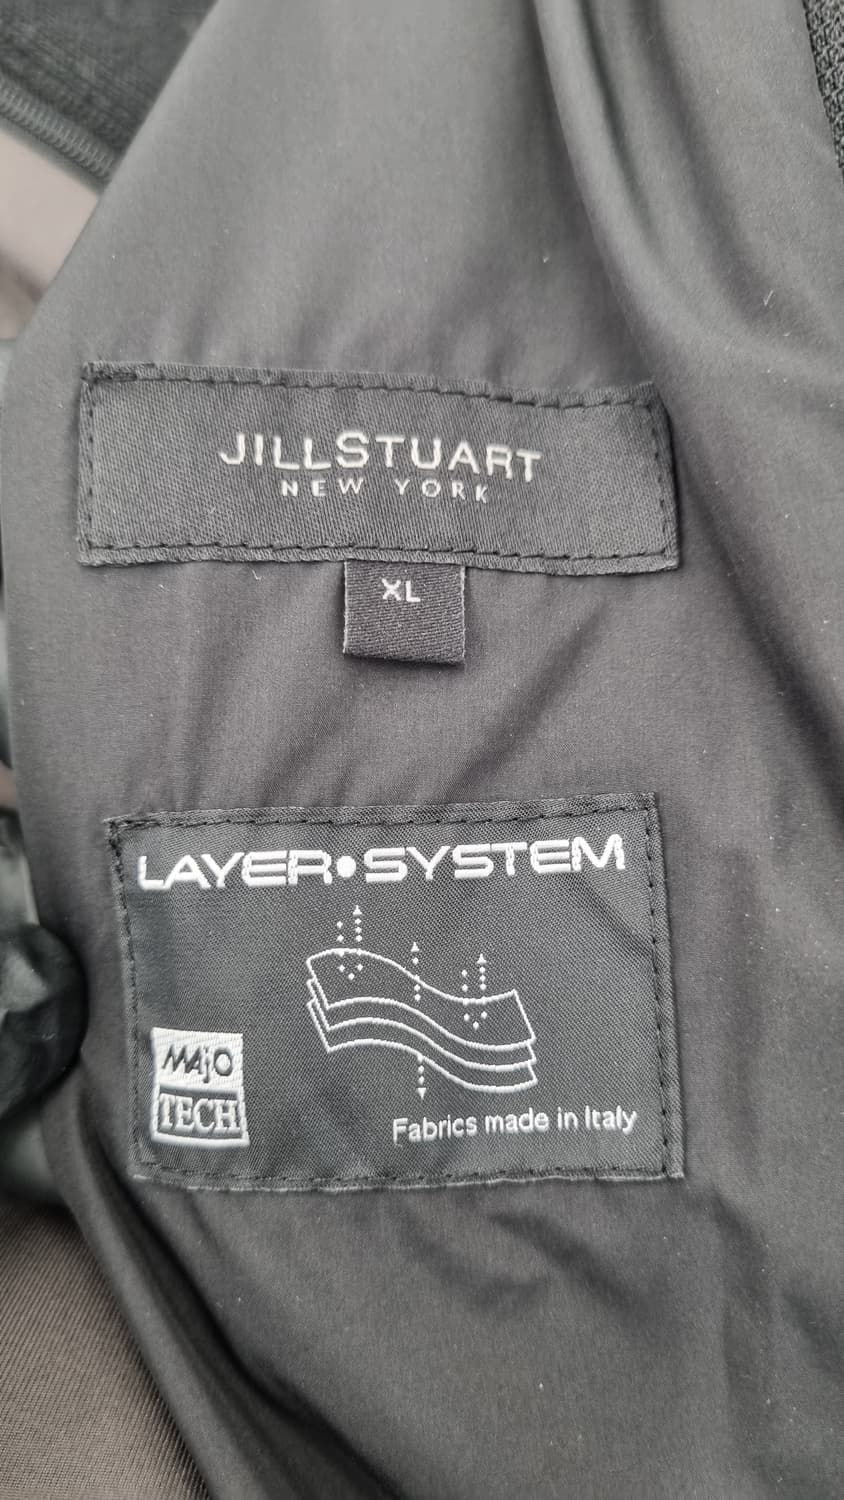 JILLSTUART
NEW YORK
XL
LAYER•SYSTEM
MAjO
TECH
Fabrics made in Italy